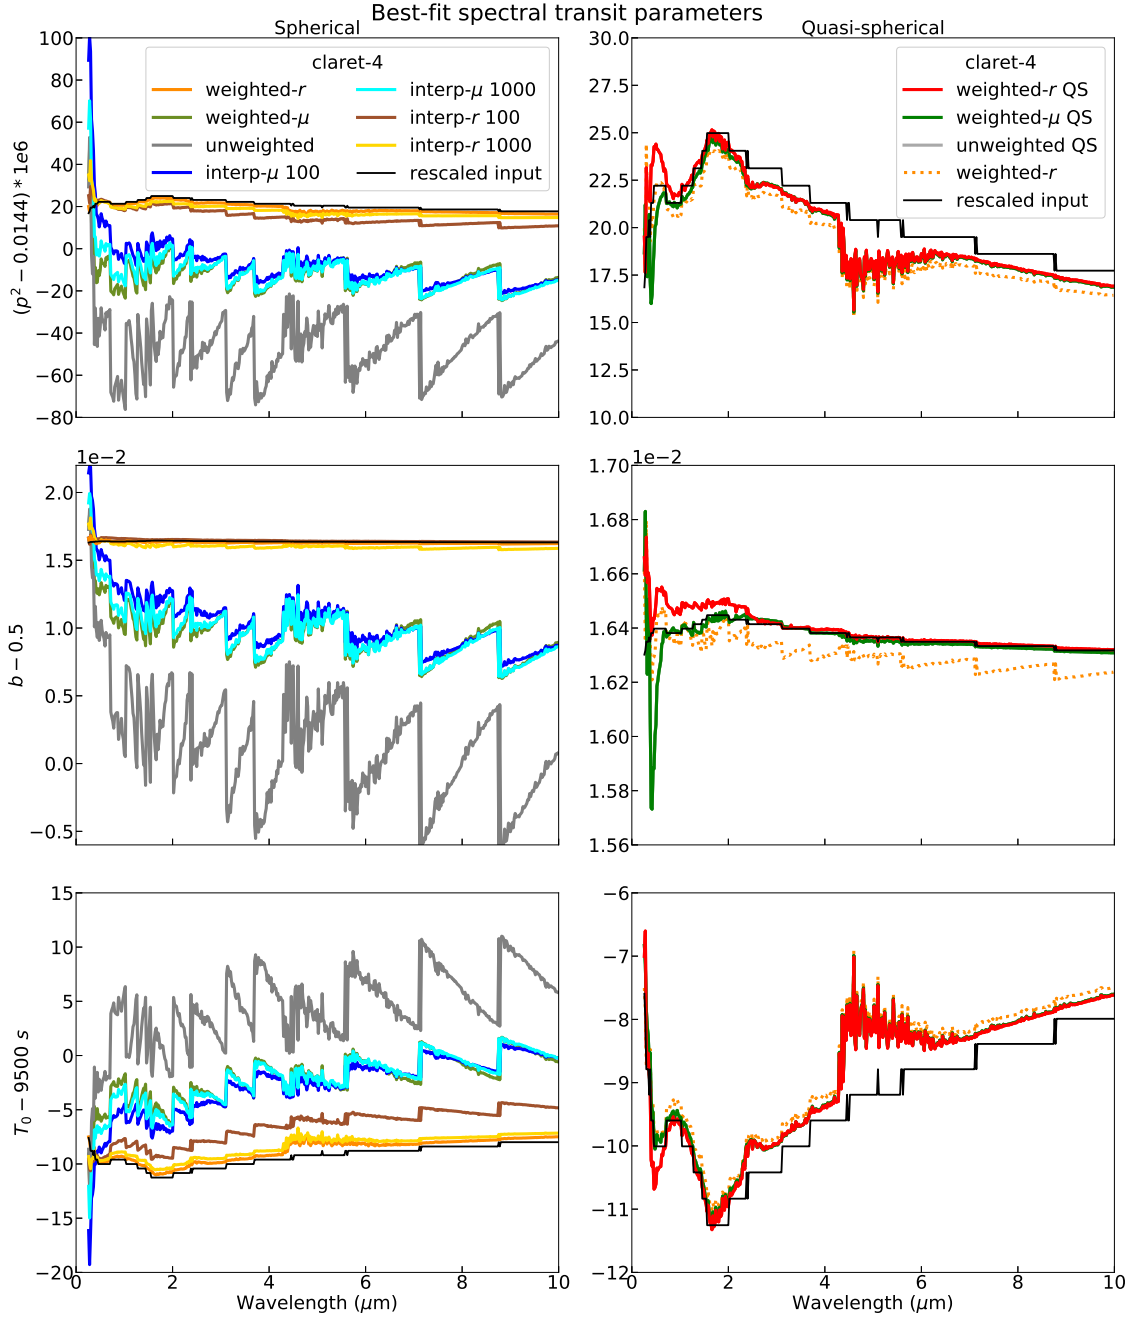 Best-fit spectral transit parameters
Spherical
Quasi-spherical
claret-4
weighted-r
weighted-μ
unweighted
interp-μ 100
interp-μ 1000
interp-r 100
interp-r 1000
rescaled input
100
80
60
40
20
0
−20
−40
−60
−80
(p² − 0.0144) * 1e6
claret-4
weighted-r QS
weighted-μ QS
unweighted QS
weighted-r
rescaled input
30.0
27.5
25.0
22.5
20.0
17.5
15.0
12.5
10.0
1e−2
2.0
1.5
1.0
0.5
0.0
−0.5
b − 0.5
1e−2
1.70
1.68
1.66
1.64
1.62
1.60
1.58
1.56
15
10
5
0
−5
−10
−15
−20
T₀ − 9500 s
0 2 4 6 8 10
Wavelength (μm)
−6
−7
−8
−9
−10
−11
−12
0 2 4 6 8 10
Wavelength (μm)